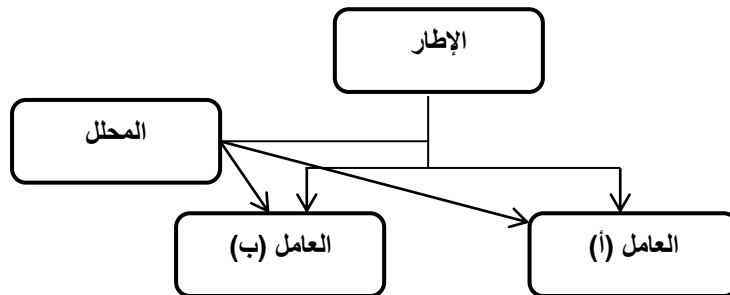 الإطار
المحلل
العامل (أ)
العامل (ب)